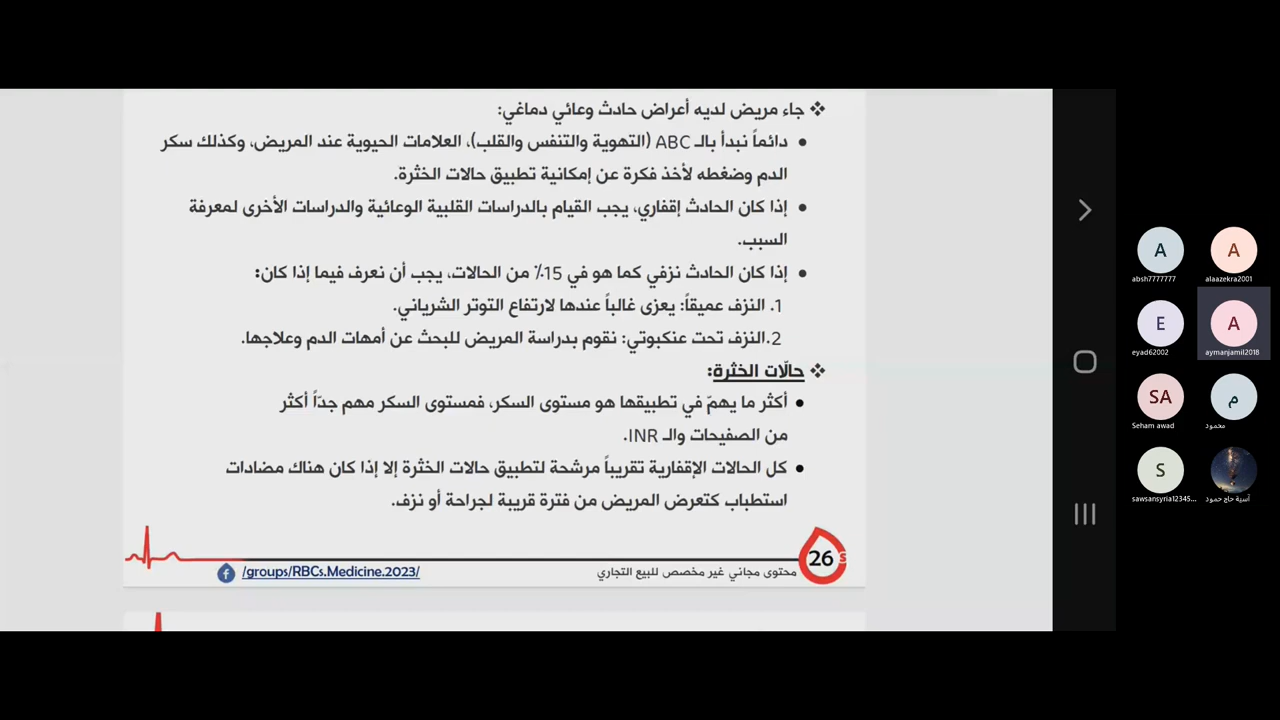 ❖ جاء مريض لديه أعراض حادث وعائي دماغي:
● دائماً نبدأ بالـ ABC (التهوية والتنفس والقلب)، العلامات الحيوية عند المريض، وكذلك سكر
الدم وضغطه لأخذ فكرة عن إمكانية تطبيق حالات الخثرة.
● إذا كان الحادث إقفاري، يجب القيام بالدراسات القلبية الوعائية والدراسات الأخرى لمعرفة
السبب.
● إذا كان الحادث نزفي كما هو في 15٪ من الحالات، يجب أن نعرف فيما إذا كان:
1. النزف عميقاً: يعزى غالباً عندها لارتفاع التوتر الشرياني.
2.النزف تحت عنكبوتي: نقوم بدراسة المريض للبحث عن أمهات الدم وعلاجها.
❖ حالّات الخثرة:
● أكثر ما يهمّ في تطبيقها هو مستوى السكر، فمستوى السكر مهم جدّاً أكثر
من الصفيحات والـ INR.
● كل الحالات الإقفارية تقريباً مرشحة لتطبيق حالات الخثرة إلا إذا كان هناك مضادات
استطباب كتعرض المريض من فترة قريبة لجراحة أو نزف.
26
محتوى مجاني غير مخصص للبيع التجاري
/groups/RBCs.Medicine.2023/
A
absh7777777
A
alaazekra2001
E
eyad62002
A
aymanjamil2018
SA
Seham awad
م
محمود
S
sawsansyria12345...
آسية حاج حمود